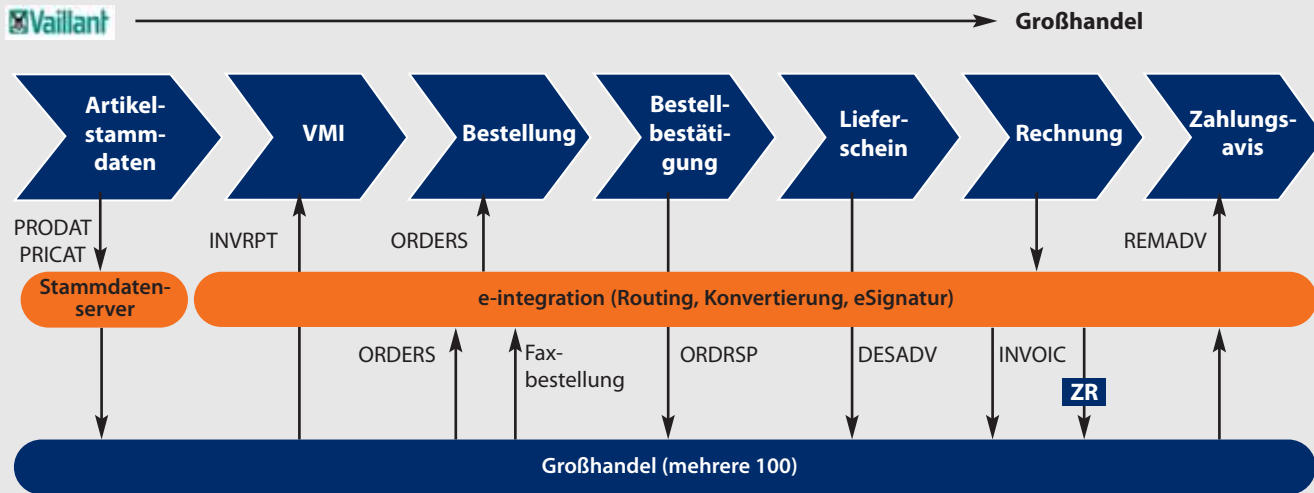 Vaillant
Großhandel
Artikel-
stamm-
daten
VMI
Bestellung
Bestell-
bestäti-
gung
Liefer-
schein
Rechnung
Zahlungs-
avis
PRODAT
PRICAT
INVRPT
ORDERS
REMADV
Stammdaten-
server
e-integration (Routing, Konvertierung, eSignatur)
ORDERS
Fax-
bestellung
ORDRSP
DESADV
INVOIC
ZR
Großhandel (mehrere 100)